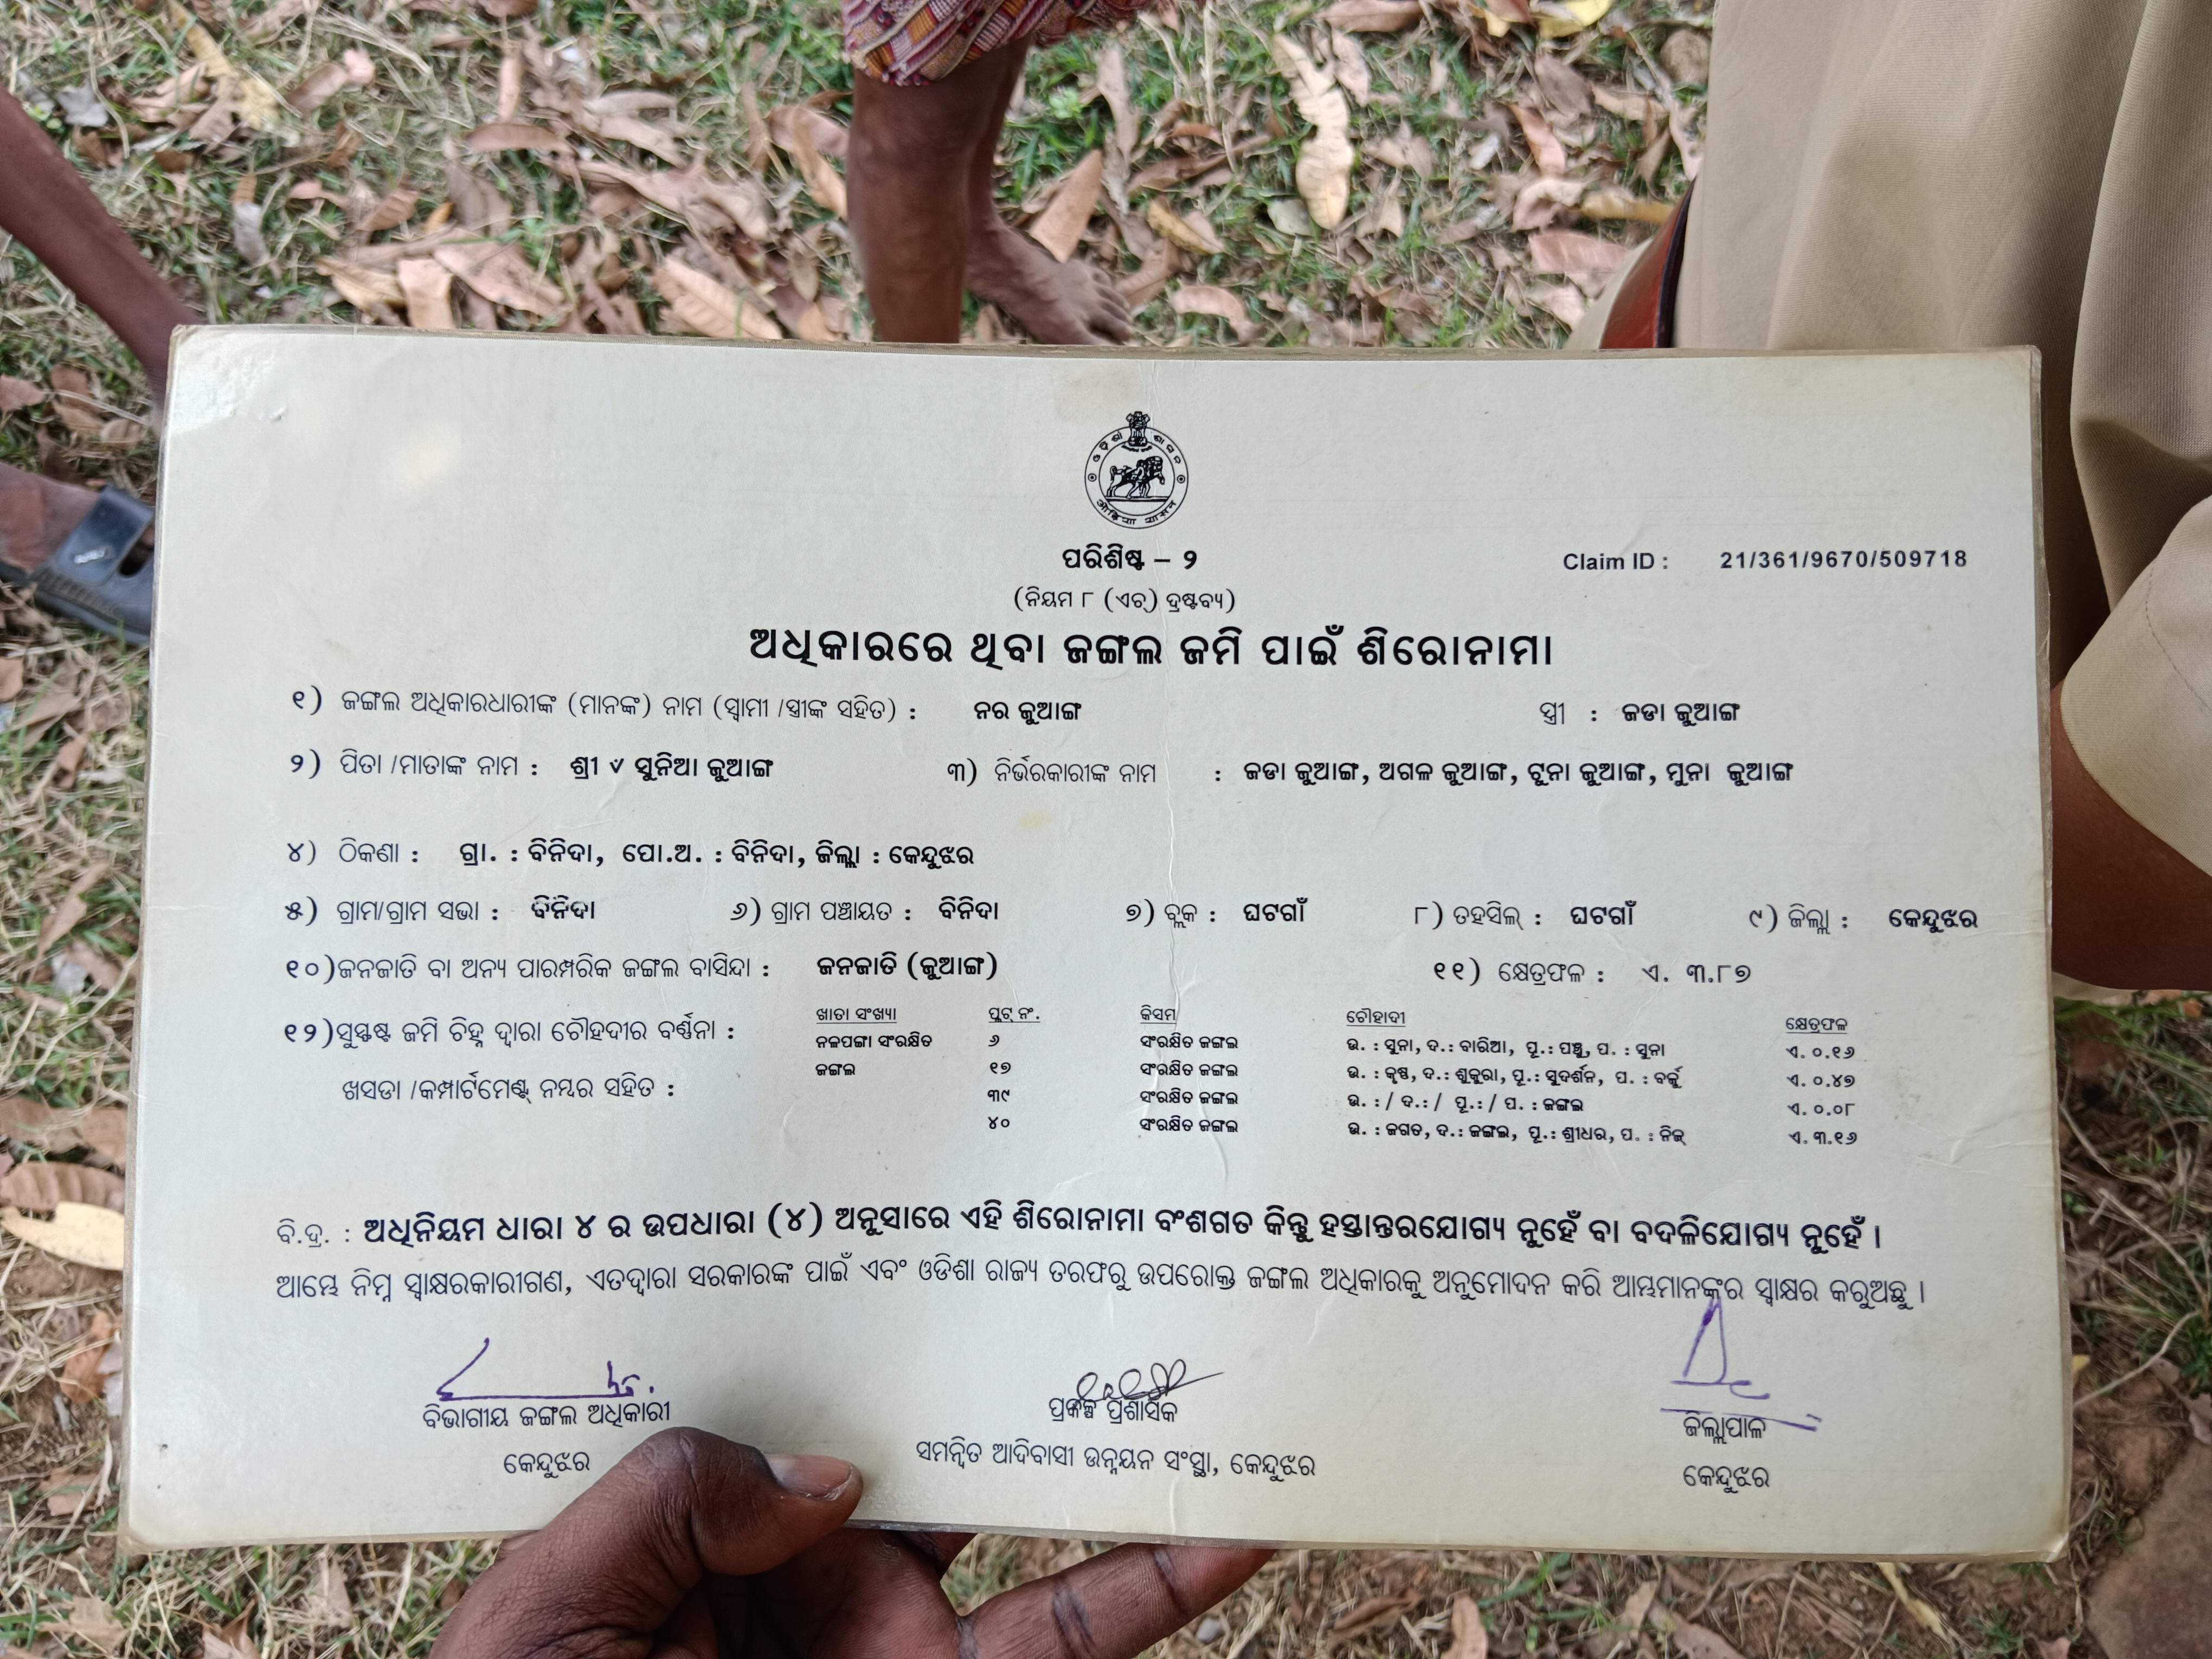 ଓଡ଼ିଶା ଶାସନ
ओड़िशा शासन
ପରିଶିଷ୍ଟ – ୨
Claim ID : 21/361/9670/509718
(ନିୟମ ୮ (ଏଚ୍) ଦ୍ରଷ୍ଟବ୍ୟ)
ଅଧିକାରରେ ଥିବା ଜଙ୍ଗଲ ଜମି ପାଇଁ ଶିରୋନାମା
୧) ଜଙ୍ଗଲ ଅଧିକାରଧାରୀଙ୍କ (ମାନଙ୍କ) ନାମ (ସ୍ଵାମୀ /ସ୍ତ୍ରୀଙ୍କ ସହିତ) : ନର ଜୁଆଙ୍ଗ ସ୍ତ୍ରୀ : ଜଡା ଜୁଆଙ୍ଗ
୨) ପିତା /ମାତାଙ୍କ ନାମ : ଶ୍ରୀ ୰ ସୁନିଆ ଜୁଆଙ୍ଗ ୩) ନିର୍ଭରକାରୀଙ୍କ ନାମ : ଜଡା ଜୁଆଙ୍ଗ, ଅଗଳ ଜୁଆଙ୍ଗ, ଟୁନା ଜୁଆଙ୍ଗ, ମୁନା ଜୁଆଙ୍ଗ
୪) ଠିକଣା : ଗ୍ରା. : ବିନିଦା, ପୋ.ଅ. : ବିନିଦା, ଜିଲ୍ଲା : କେନ୍ଦୁଝର
୫) ଗ୍ରାମ/ଗ୍ରାମ ସଭା : ବିନିଦା ୬) ଗ୍ରାମ ପଞ୍ଚାୟତ : ବିନିଦା ୭) ବ୍ଲକ : ଘଟଗାଁ ୮) ତହସିଲ୍ : ଘଟଗାଁ ୯) ଜିଲ୍ଲା : କେନ୍ଦୁଝର
୧୦) ଜନଜାତି ବା ଅନ୍ୟ ପାରମ୍ପରିକ ଜଙ୍ଗଲ ବାସିନ୍ଦା : ଜନଜାତି (ଜୁଆଙ୍ଗ) ୧୧) କ୍ଷେତ୍ରଫଳ : ଏ. ୩.୮୭
୧୨) ସୁସ୍ପଷ୍ଟ ଜମି ଚିହ୍ନ ଦ୍ୱାରା ଚୌହଦୀର ବର୍ଣ୍ଣନା : ଖାତା ସଂଖ୍ୟା ପ୍ଲଟ୍ ନଂ. କିସମ ଚୌହାଦୀ କ୍ଷେତ୍ରଫଳ
ନଳପଙ୍ଗା ସଂରକ୍ଷିତ ୬ ସଂରକ୍ଷିତ ଜଙ୍ଗଲ ଉ. : ସୁନା, ଦ.: ବାରିଆ, ପୂ.: ପଞ୍ଚୁ, ପ. : ସୁନା ଏ. ୦.୧୬
ଜଙ୍ଗଲ ୧୭ ସଂରକ୍ଷିତ ଜଙ୍ଗଲ ଉ. : କୃଷ୍ଣ, ଦ.: ଶୁକୁରା, ପୂ.: ସୁଦର୍ଶନ, ପ. : ବର୍କୁ ଏ. ୦.୪୭
ଖସଡା /କମ୍ପାର୍ଟମେଣ୍ଟ୍ ନମ୍ବର ସହିତ : ୩୯ ସଂରକ୍ଷିତ ଜଙ୍ଗଲ ଉ. : / ଦ.: / ପୂ.: / ପ. : ଜଙ୍ଗଲ ଏ. ୦.୦୮
୪୦ ସଂରକ୍ଷିତ ଜଙ୍ଗଲ ଉ. : ଜଗତ, ଦ.: ଜଙ୍ଗଲ, ପୂ.: ଶ୍ରୀଧର, ପ. : ନିଜ୍ ଏ. ୩.୧୬
ବି.ଦ୍ର. : ଅଧିନିୟମ ଧାରା ୪ ର ଉପଧାରା (୪) ଅନୁସାରେ ଏହି ଶିରୋନାମା ବଂଶଗତ କିନ୍ତୁ ହସ୍ତାନ୍ତରଯୋଗ୍ୟ ନୁହେଁ ବା ବଦଳିଯୋଗ୍ୟ ନୁହେଁ ।
ଆମ୍ଭେ ନିମ୍ନ ସ୍ୱାକ୍ଷରକାରୀଗଣ, ଏତଦ୍ୱାରା ସରକାରଙ୍କ ପାଇଁ ଏବଂ ଓଡିଶା ରାଜ୍ୟ ତରଫରୁ ଉପରୋକ୍ତ ଜଙ୍ଗଲ ଅଧିକାରକୁ ଅନୁମୋଦନ କରି ଆମ୍ଭମାନଙ୍କର ସ୍ୱାକ୍ଷର କରୁଅଛୁ ।
ବିଭାଗୀୟ ଜଙ୍ଗଲ ଅଧିକାରୀ ପ୍ରକଳ୍ପ ପ୍ରଶାସକ ଜିଲ୍ଲାପାଳ
କେନ୍ଦୁଝର ସମନ୍ୱିତ ଆଦିବାସୀ ଉନ୍ନୟନ ସଂସ୍ଥା, କେନ୍ଦୁଝର କେନ୍ଦୁଝର